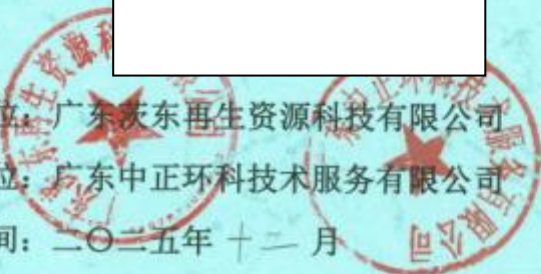 位：广东茨东再生资源科技有限公司
位：广东中正环科技术服务有限公司
间：二〇二五年十二月